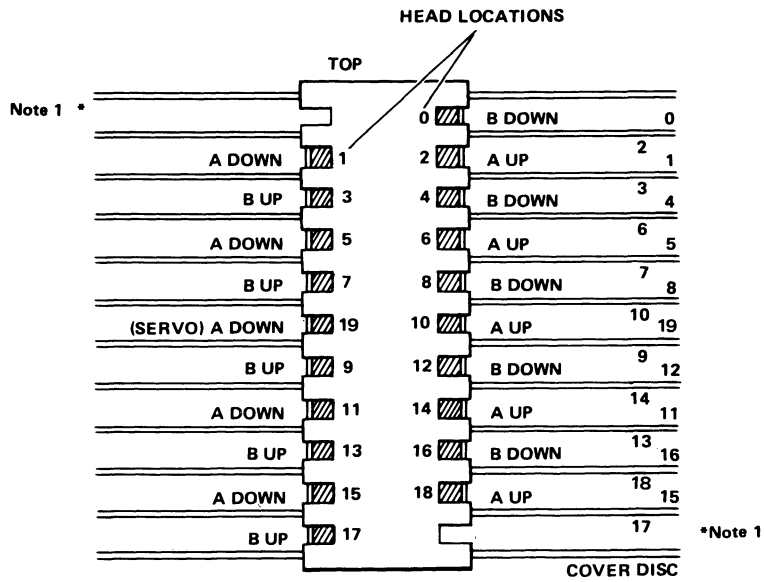 HEAD LOCATIONS
TOP
Note 1 *
0 B DOWN 0
A DOWN 1 2 A UP 2 1
B UP 3 4 B DOWN 3 4
A DOWN 5 6 A UP 6 5
B UP 7 8 B DOWN 7 8
(SERVO) A DOWN 19 10 A UP 10 19
B UP 9 12 B DOWN 9 12
A DOWN 11 14 A UP 14 11
B UP 13 16 B DOWN 13 16
A DOWN 15 18 A UP 18 15
B UP 17 17 *Note 1
COVER DISC